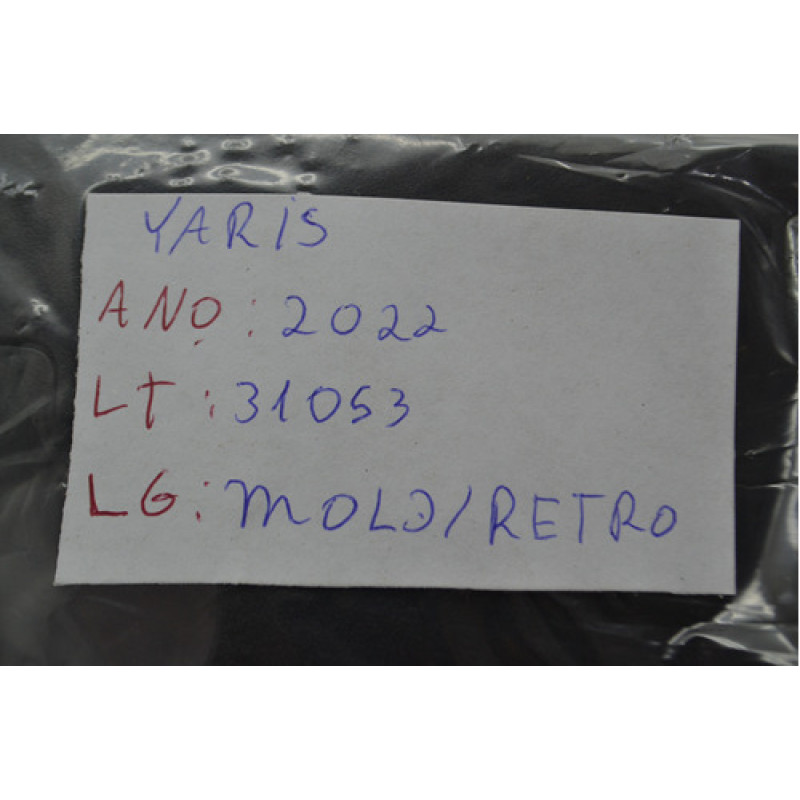 YARIS
ANO: 2022
LT: 31053
LG: MOLD/RETRO